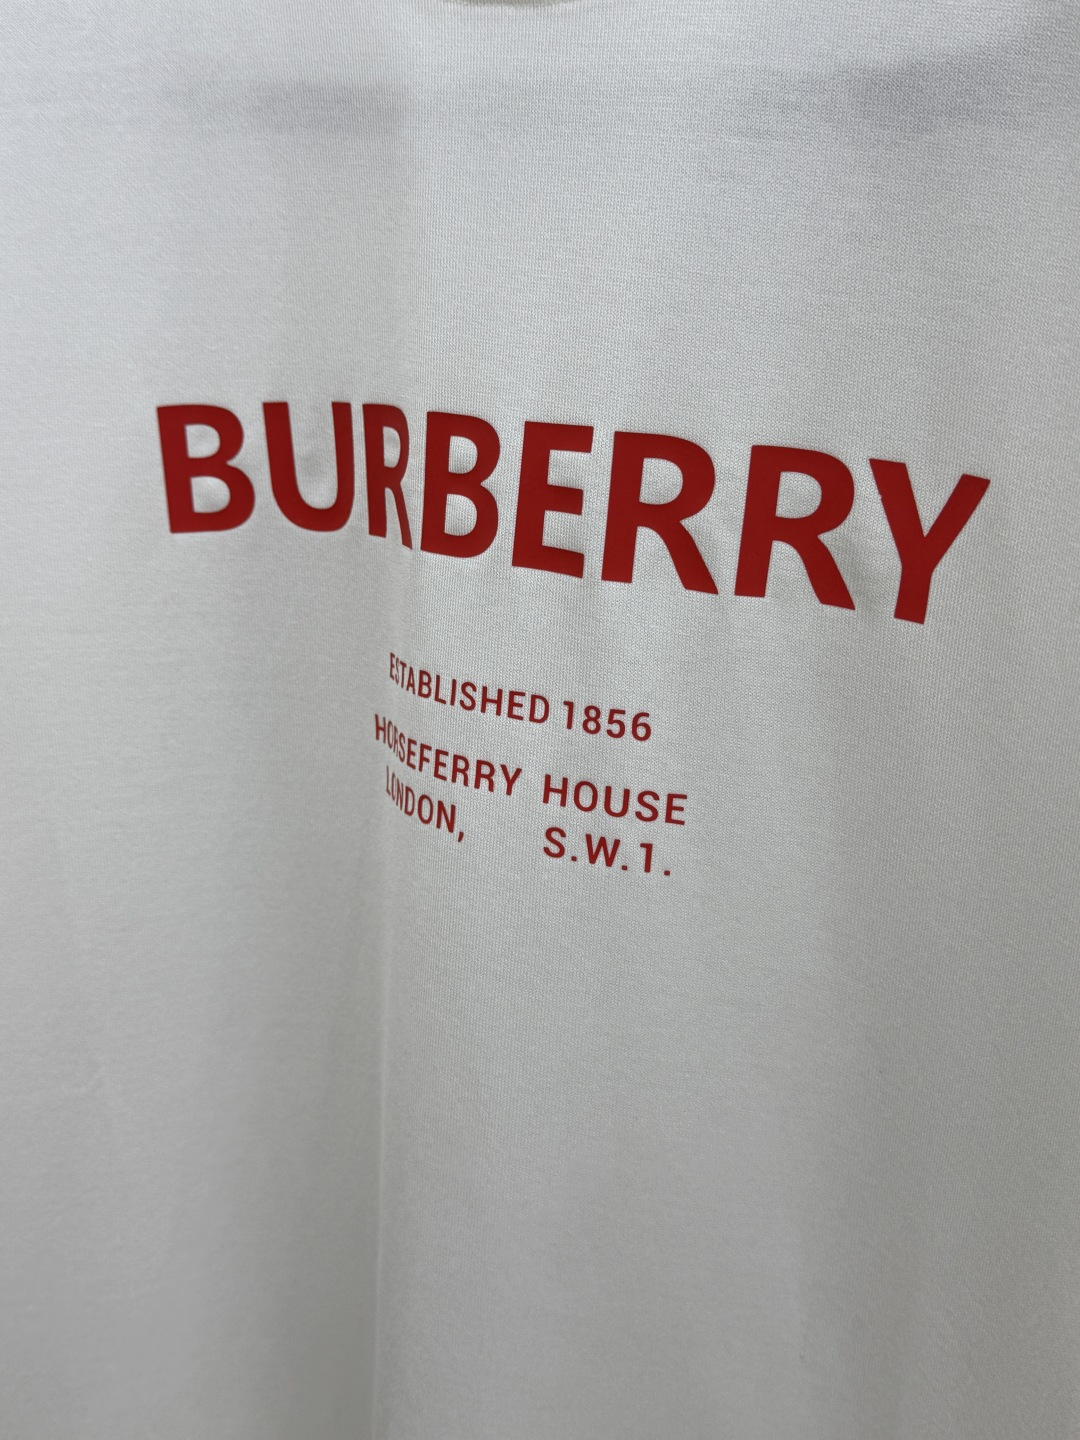 BURBERRY
ESTABLISHED 1856
HORSEFERRY HOUSE
LONDON, S.W.1.